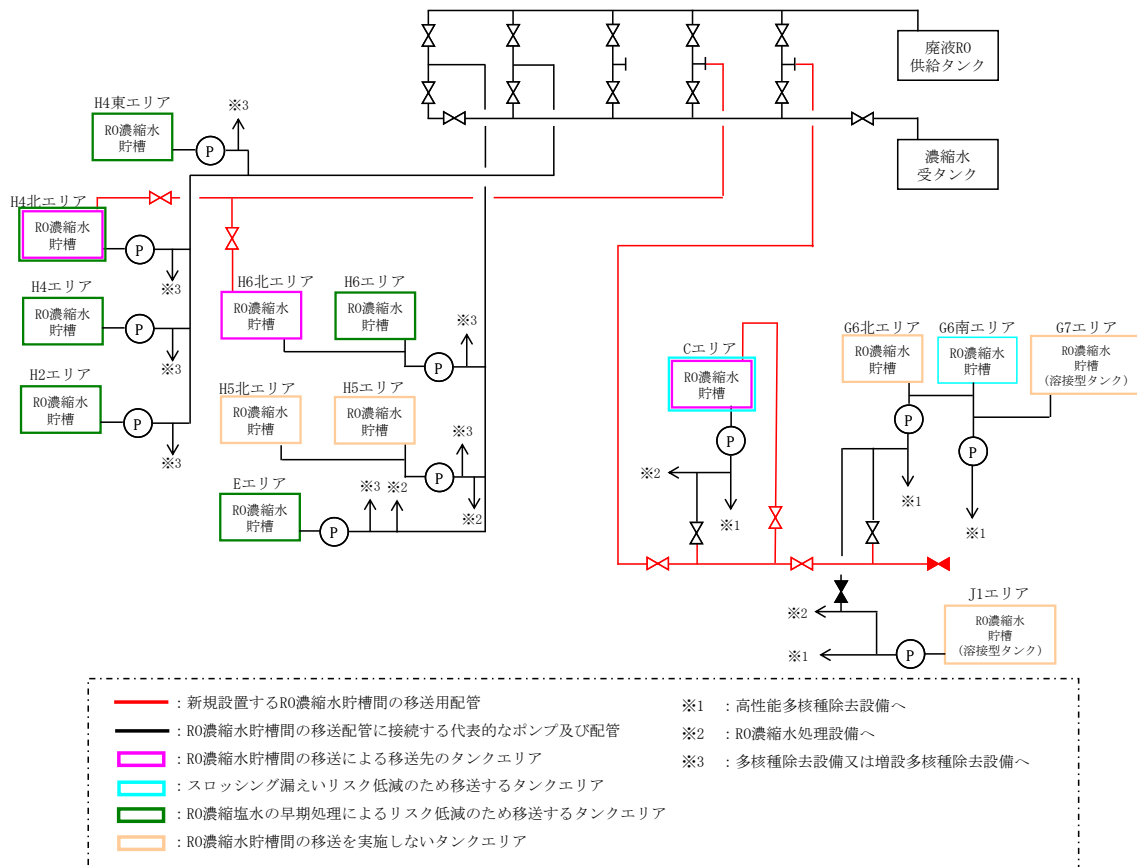 廃液RO
供給タンク
濃縮水
受タンク
H4東エリア
RO濃縮水
貯槽
P
※3
H4北エリア
RO濃縮水
貯槽
P
※3
H4エリア
RO濃縮水
貯槽
P
※3
H2エリア
RO濃縮水
貯槽
P
※3
H6北エリア
RO濃縮水
貯槽
H6エリア
RO濃縮水
貯槽
P
※3
H5北エリア
RO濃縮水
貯槽
H5エリア
RO濃縮水
貯槽
P
※3
※2
Eエリア
RO濃縮水
貯槽
P
※3
※2
Cエリア
RO濃縮水
貯槽
P
※2
※1
G6北エリア
RO濃縮水
貯槽
P
※1
G6南エリア
RO濃縮水
貯槽
P
※1
G7エリア
RO濃縮水
貯槽
(溶接型タンク)
J1エリア
RO濃縮水
貯槽
(溶接型タンク)
P
※2
※1
：新規設置するRO濃縮水貯槽間の移送用配管
：RO濃縮水貯槽間の移送配管に接続する代表的なポンプ及び配管
：RO濃縮水貯槽間の移送による移送先のタンクエリア
：スロッシング漏えいリスク低減のため移送するタンクエリア
：RO濃縮塩水の早期処理によるリスク低減のため移送するタンクエリア
：RO濃縮水貯槽間の移送を実施しないタンクエリア
※1 ：高性能多核種除去設備へ
※2 ：RO濃縮水処理設備へ
※3 ：多核種除去設備又は増設多核種除去設備へ